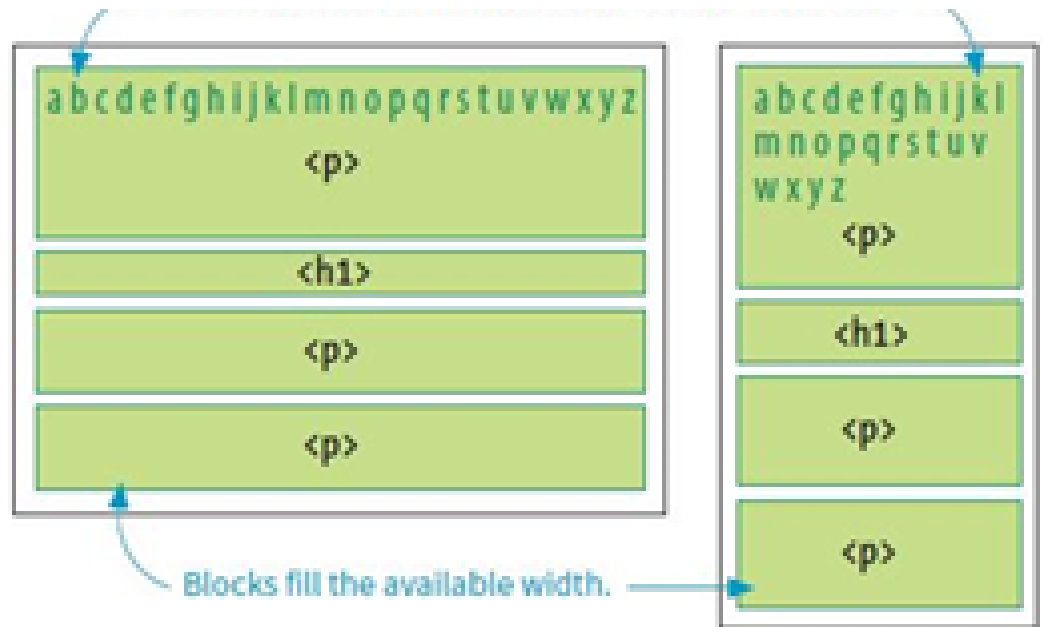 abcdefghijklmnopqrstuvwxyz
<p>
<h1>
<p>
<p>
abcdefghijkl
mnopqrstuv
wxyz
<p>
<h1>
<p>
<p>
Blocks fill the available width.